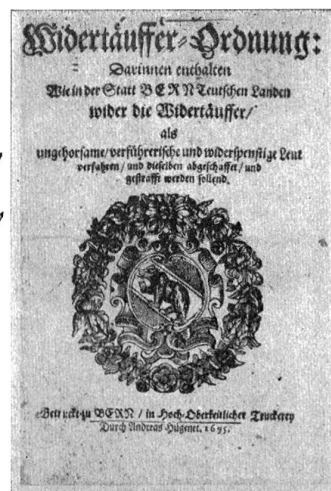 Widertäuffer-Ordnung:
Darinnen enthalten
Wie in der Statt BERN Teutschen Landen
wider die Widertäuffer/
als
ungehorsame/verführerische und widerspenstige Leut
verfahren/ und dieselben abgeschaffet/ und
gestrafft werden sollend.
Getruckt zu BERN / in Hoch-Oberkeitlicher Truckerey
Durch Andreas Hügenet. 1695.